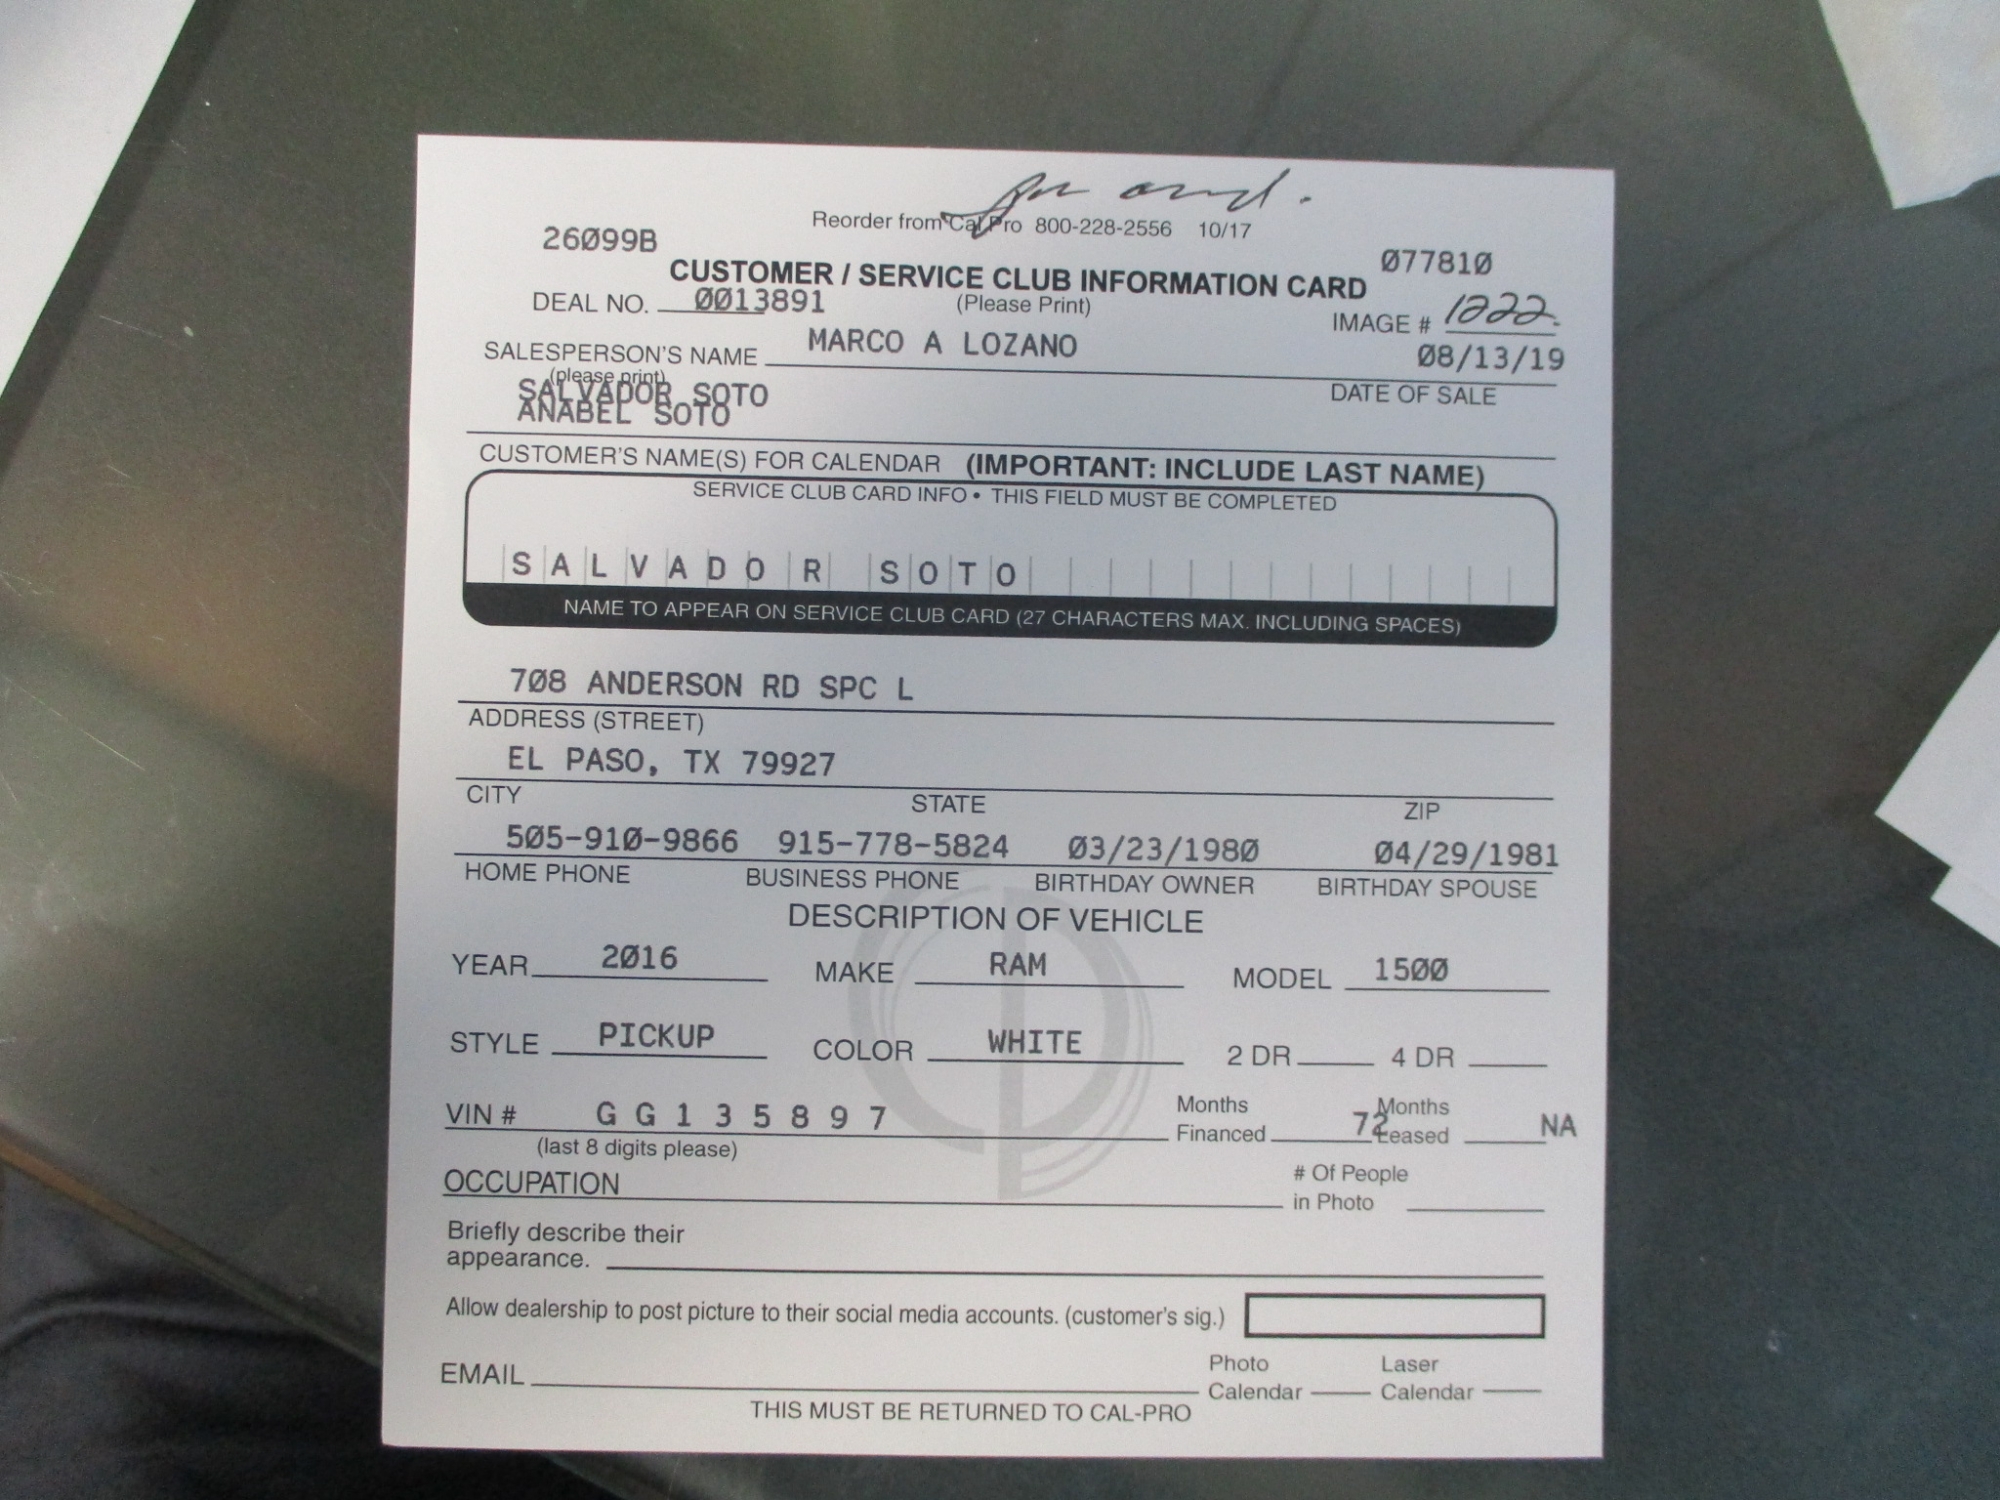 Reorder from Cal Pro 800-228-2556 10/17
26099B
077810
CUSTOMER / SERVICE CLUB INFORMATION CARD
DEAL NO. 0013891 (Please Print)
IMAGE # 1222.
SALESPERSON'S NAME MARCO A LOZANO 08/13/19
(please print)
DATE OF SALE
SALVADOR SOTO
ANABEL SOTO
CUSTOMER'S NAME(S) FOR CALENDAR (IMPORTANT: INCLUDE LAST NAME)
SERVICE CLUB CARD INFO • THIS FIELD MUST BE COMPLETED
SALVADOR SOTO
NAME TO APPEAR ON SERVICE CLUB CARD (27 CHARACTERS MAX. INCLUDING SPACES)
708 ANDERSON RD SPC L
ADDRESS (STREET)
EL PASO, TX 79927
CITY STATE ZIP
505-910-9866 915-778-5824 03/23/1980 04/29/1981
HOME PHONE BUSINESS PHONE BIRTHDAY OWNER BIRTHDAY SPOUSE
DESCRIPTION OF VEHICLE
YEAR 2016 MAKE RAM MODEL 1500
STYLE PICKUP COLOR WHITE 2 DR 4 DR
VIN # GG135897 Months Financed 72 Months Leased NA
(last 8 digits please)
OCCUPATION # Of People in Photo
Briefly describe their
appearance.
Allow dealership to post picture to their social media accounts. (customer's sig.)
EMAIL Photo Calendar Laser Calendar
THIS MUST BE RETURNED TO CAL-PRO